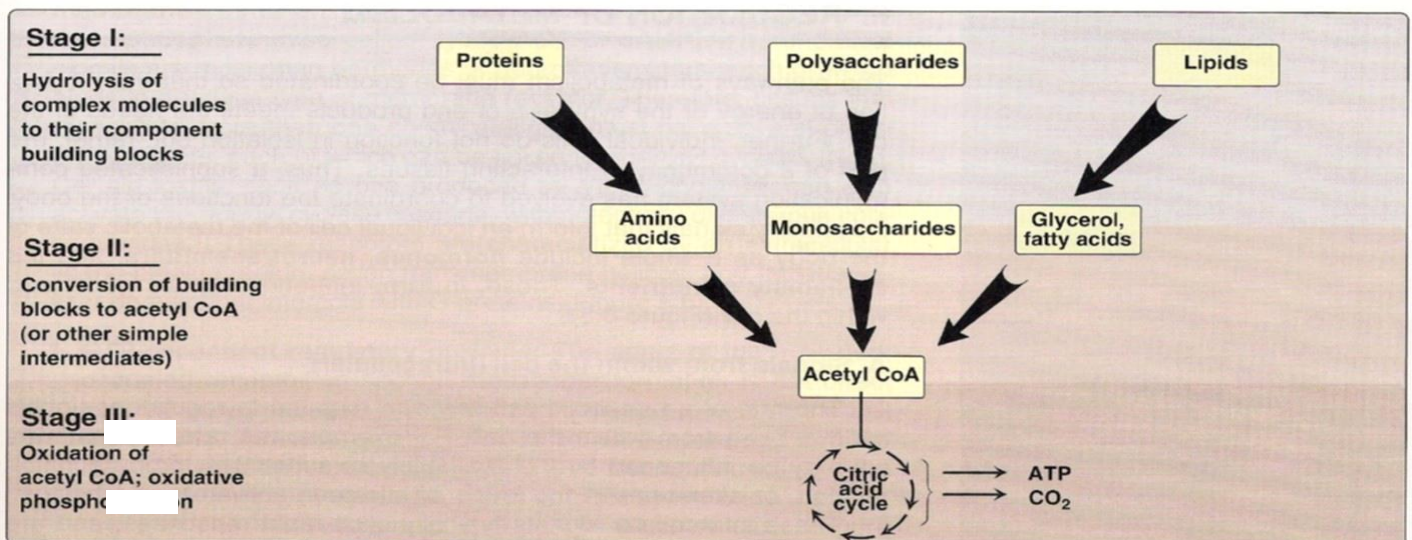 Stage I:
Hydrolysis of
complex molecules
to their component
building blocks
Proteins
Polysaccharides
Lipids
Amino
acids
Monosaccharides
Glycerol,
fatty acids
Stage II:
Conversion of building
blocks to acetyl CoA
(or other simple
intermediates)
Acetyl CoA
Stage III:
Oxidation of
acetyl CoA; oxidative
Citric
acid
cycle
ATP
CO₂